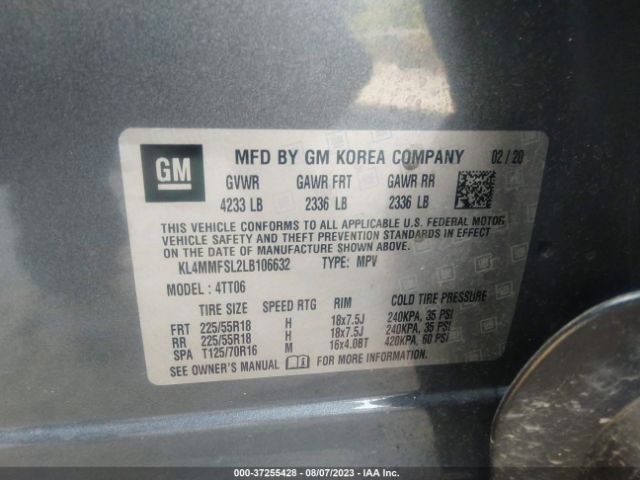 GM
MFD BY GM KOREA COMPANY 02 / 20
GVWR GAWR FRT GAWR RR
4233 LB 2336 LB 2336 LB
THIS VEHICLE CONFORMS TO ALL APPLICABLE U.S. FEDERAL MOTOR
VEHICLE SAFETY AND THEFT PREVENTION STANDARDS IN EFFECT
ON THE DATE OF MANUFACTURE SHOWN ABOVE.
KL4MMFSL2LB106632 TYPE: MPV
MODEL : 4TT06
TIRE SIZE SPEED RTG RIM COLD TIRE PRESSURE
FRT 225/55R18 H 18x7.5J 240KPA, 35 PSI
RR 225/55R18 H 18x7.5J 240KPA, 35 PSI
SPA T125/70R16 M 16x4.0BT 420KPA, 60 PSI
SEE OWNER'S MANUAL FOR MORE INFORMATION.
000-37255428 - 08/07/2023 - IAA Inc.